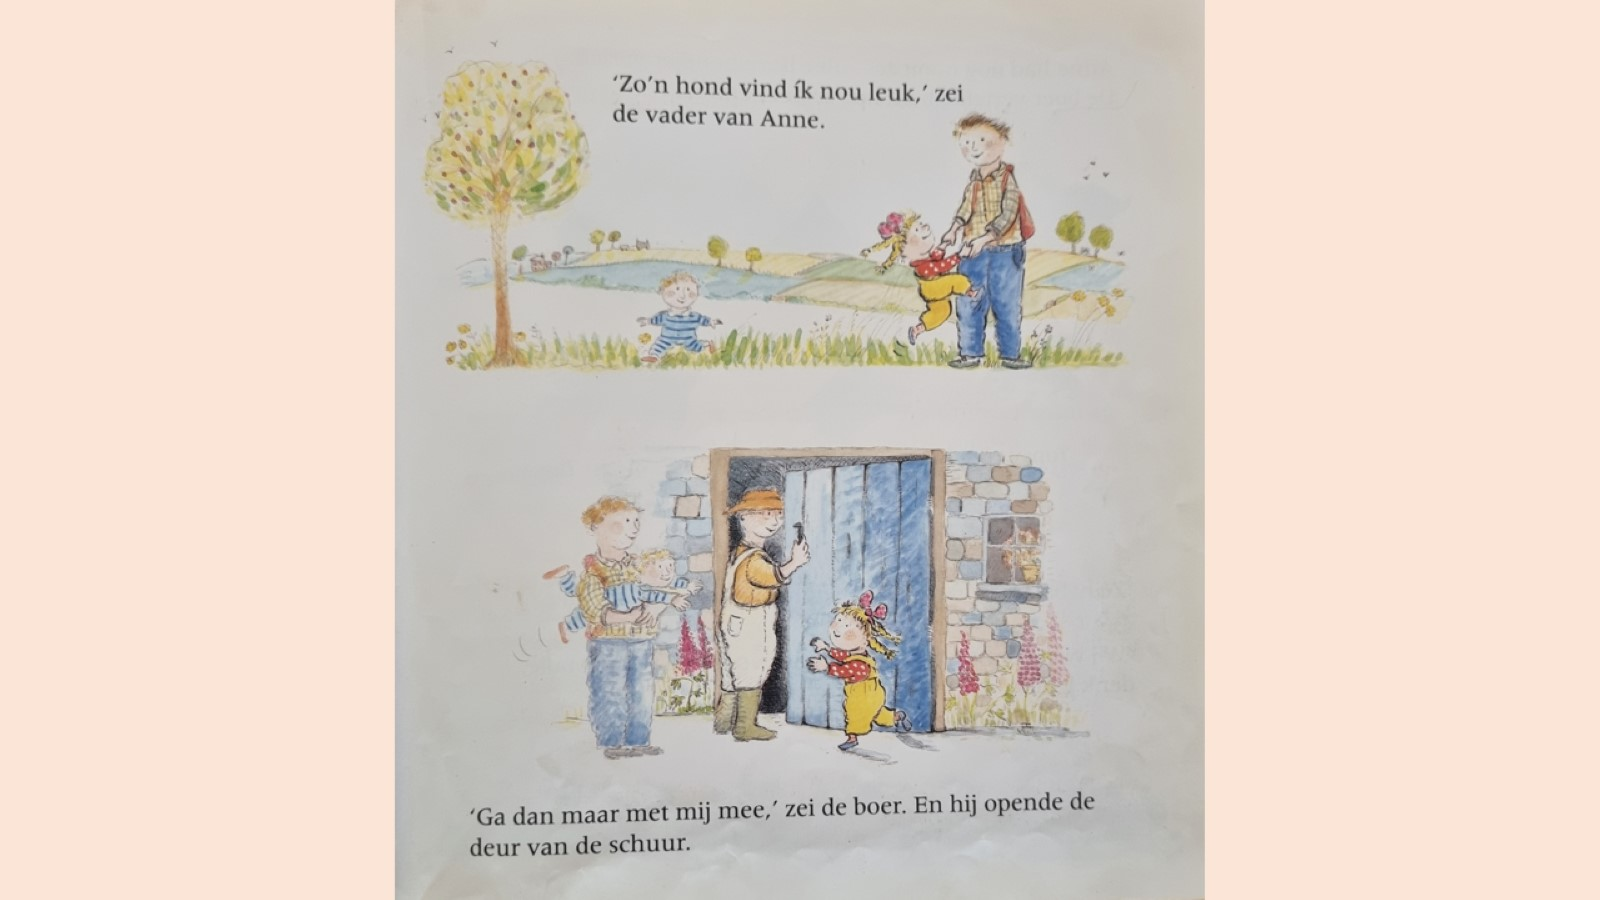 ‘Zo’n hond vind ík nou leuk,’ zei
de vader van Anne.
‘Ga dan maar met mij mee,’ zei de boer. En hij opende de
deur van de schuur.